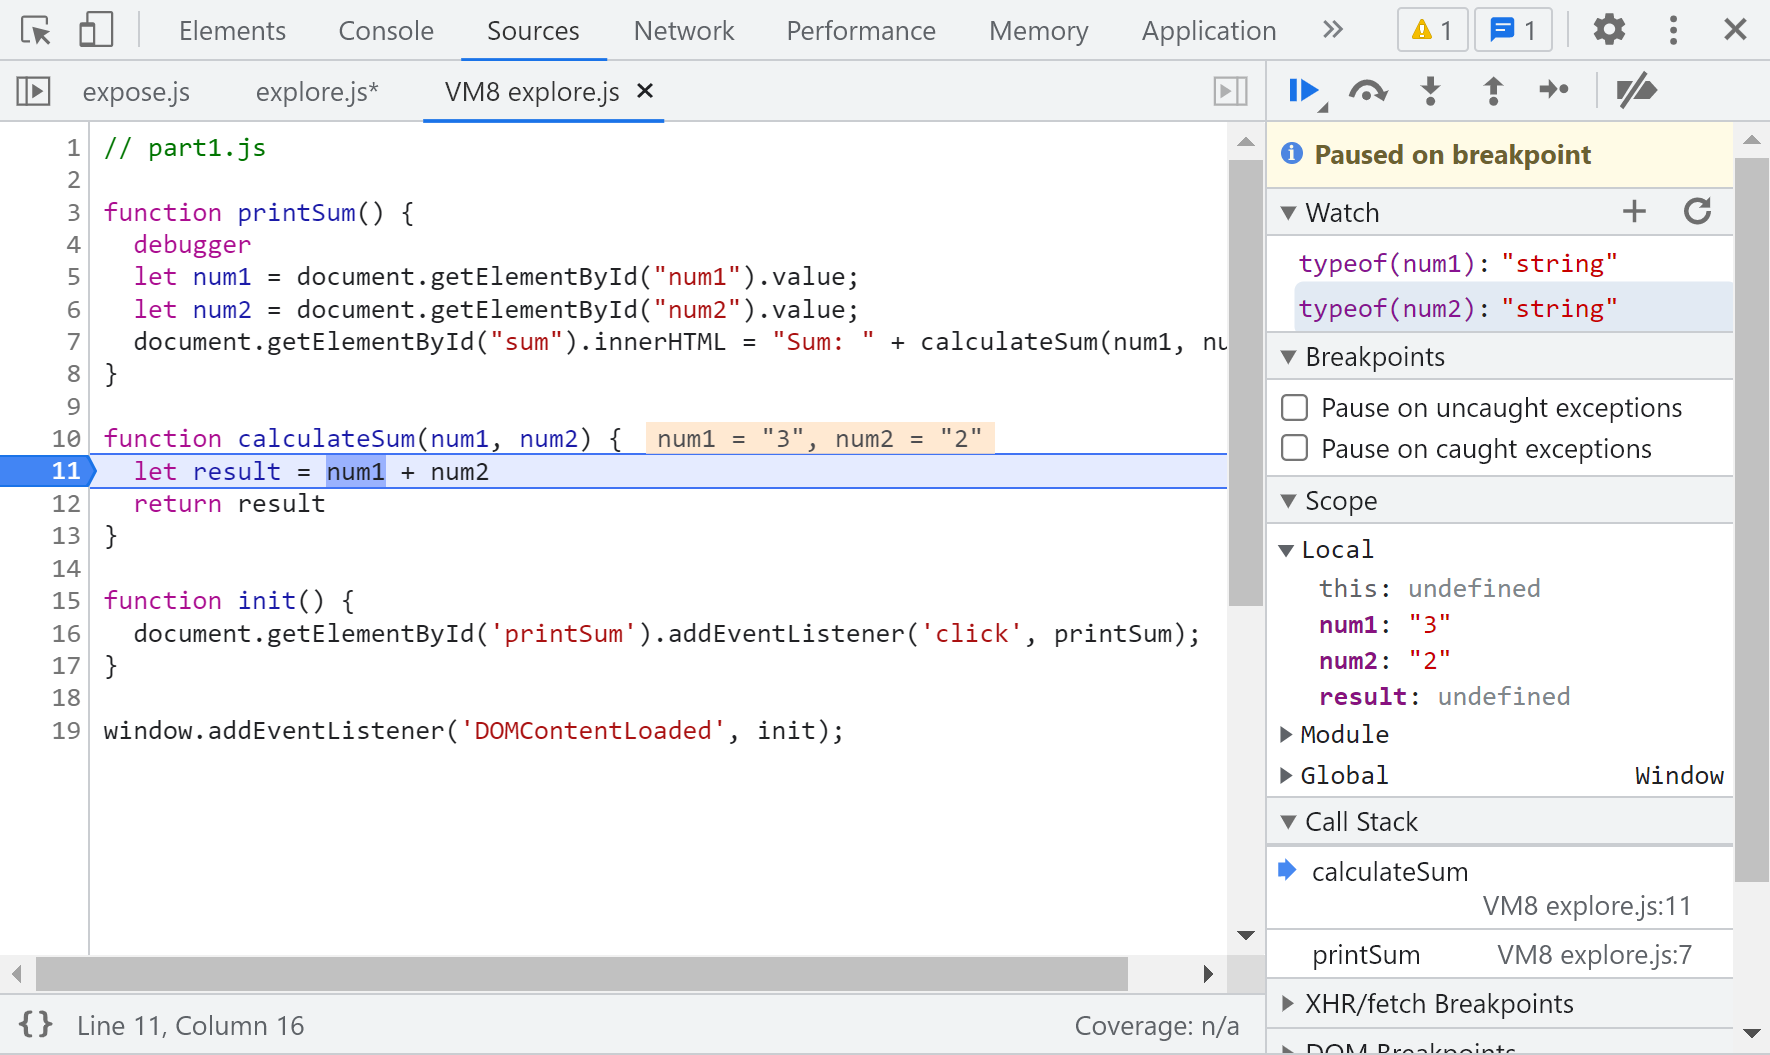 Elements Console Sources Network Performance Memory Application 1 1
expose.js explore.js* VM8 explore.js
1 // part1.js
2
3 function printSum() {
4 debugger
5 let num1 = document.getElementById("num1").value;
6 let num2 = document.getElementById("num2").value;
7 document.getElementById("sum").innerHTML = "Sum: " + calculateSum(num1, nu
8 }
9
10 function calculateSum(num1, num2) { num1 = "3", num2 = "2"
11 let result = num1 + num2
12 return result
13 }
14
15 function init() {
16 document.getElementById('printSum').addEventListener('click', printSum);
17 }
18
19 window.addEventListener('DOMContentLoaded', init);
{ } Line 11, Column 16 Coverage: n/a
Paused on breakpoint
Watch
typeof(num1): "string"
typeof(num2): "string"
Breakpoints
Pause on uncaught exceptions
Pause on caught exceptions
Scope
Local
this: undefined
num1: "3"
num2: "2"
result: undefined
Module
Global Window
Call Stack
calculateSum
VM8 explore.js:11
printSum VM8 explore.js:7
XHR/fetch Breakpoints
DOM Breakpoints